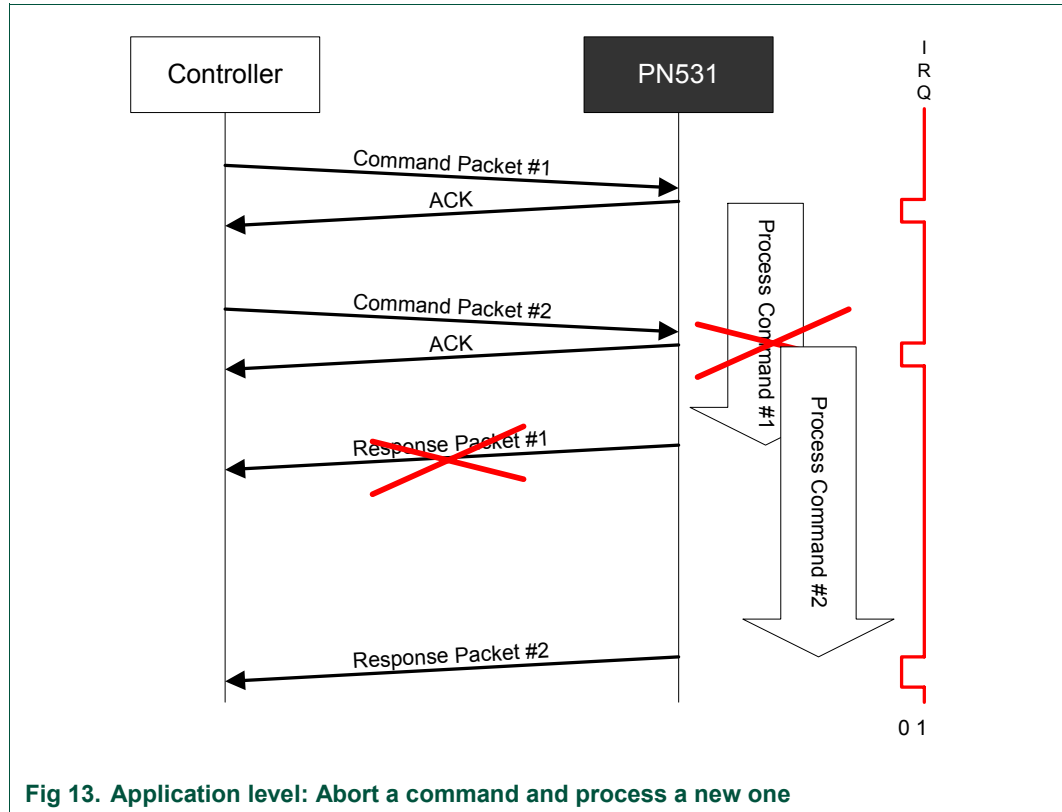 Controller
PN531
I
R
Q
Command Packet #1
ACK
Process Command #1
Command Packet #2
ACK
Process Command #2
Response Packet #1
Response Packet #2
0 1
Fig 13. Application level: Abort a command and process a new one